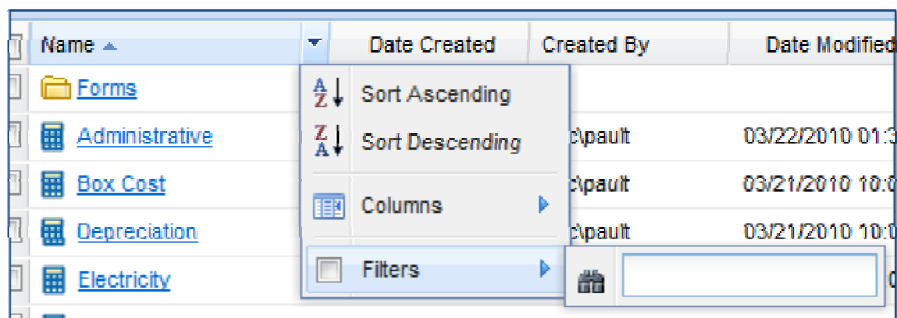 Name Date Created Created By Date Modified
Forms
Sort Ascending
Administrative c\pault 03/22/2010 01:3
Sort Descending
Box Cost c\pault 03/21/2010 10:0
Columns
Depreciation c\pault 03/21/2010 10:0
Filters
Electricity